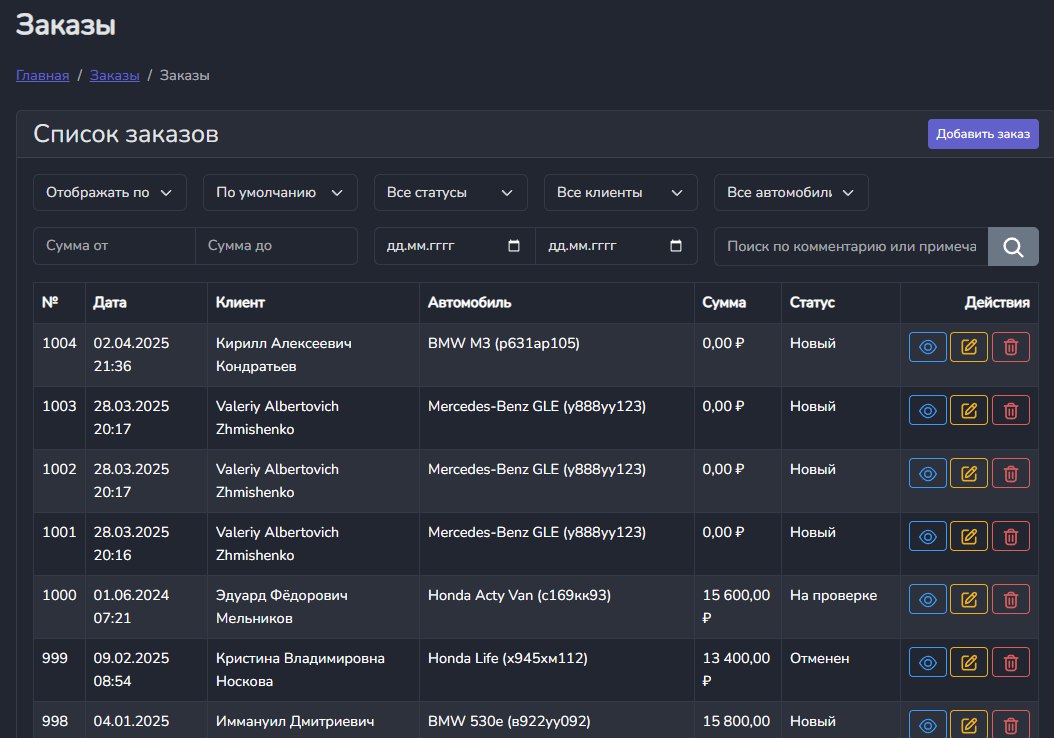 Заказы
Главная / Заказы / Заказы
Список заказов
Добавить заказ
Отображать по
По умолчанию
Все статусы
Все клиенты
Все автомобили
Сумма от
Сумма до
дд.мм.гггг
дд.мм.гггг
Поиск по комментарию или примеча
№ Дата Клиент Автомобиль Сумма Статус Действия
1004 02.04.2025 Кирилл Алексеевич BMW M3 (р631ар105) 0,00 ₽ Новый
21:36 Кондратьев
1003 28.03.2025 Valeriy Albertovich Mercedes-Benz GLE (у888уу123) 0,00 ₽ Новый
20:17 Zhmishenko
1002 28.03.2025 Valeriy Albertovich Mercedes-Benz GLE (у888уу123) 0,00 ₽ Новый
20:17 Zhmishenko
1001 28.03.2025 Valeriy Albertovich Mercedes-Benz GLE (у888уу123) 0,00 ₽ Новый
20:16 Zhmishenko
1000 01.06.2024 Эдуард Фёдорович Honda Acty Van (с169кк93) 15 600,00 На проверке
07:21 Мельников ₽
999 09.02.2025 Кристина Владимировна Honda Life (х945хм112) 13 400,00 Отменен
08:54 Носкова ₽
998 04.01.2025 Иммануил Дмитриевич BMW 530e (в922уу092) 15 800,00 Новый